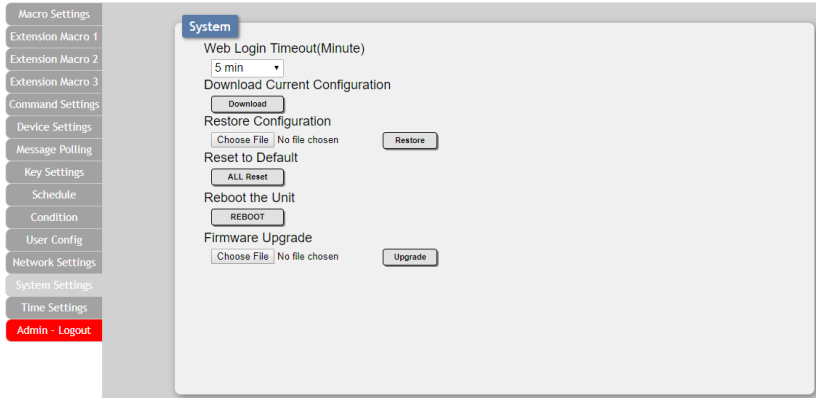 Macro Settings
Extension Macro 1
Extension Macro 2
Extension Macro 3
Command Settings
Device Settings
Message Polling
Key Settings
Schedule
Condition
User Config
Network Settings
System Settings
Time Settings
Admin - Logout
System
Web Login Timeout(Minute)
5 min
Download Current Configuration
Download
Restore Configuration
Choose File No file chosen Restore
Reset to Default
ALL Reset
Reboot the Unit
REBOOT
Firmware Upgrade
Choose File No file chosen Upgrade